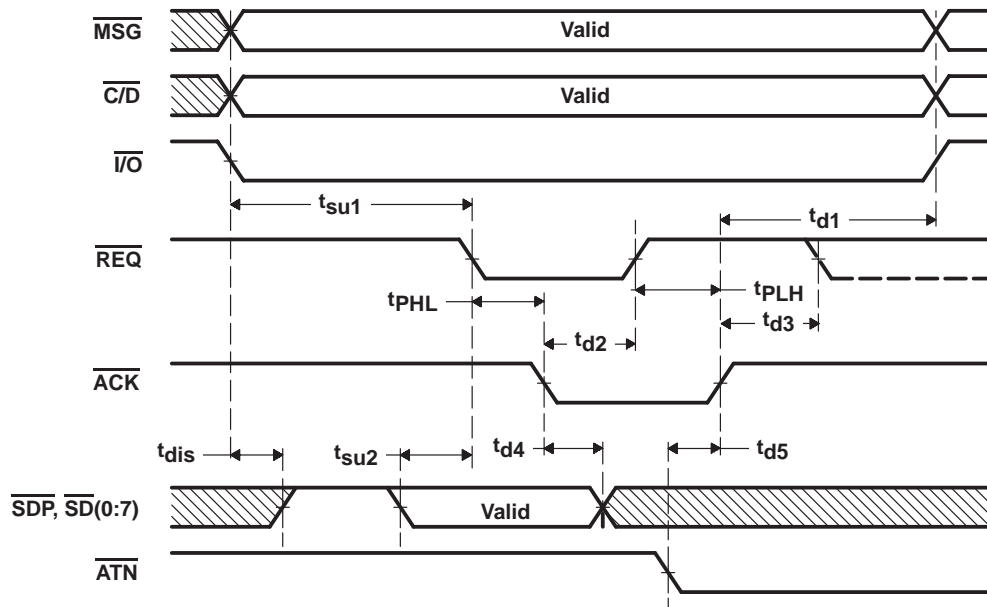 MSG
Valid
C/D
Valid
I/O
tsu1
td1
REQ
tPHL
tPLH
td2
td3
ACK
tdis
tsu2
td4
td5
SDP, SD(0:7)
Valid
ATN